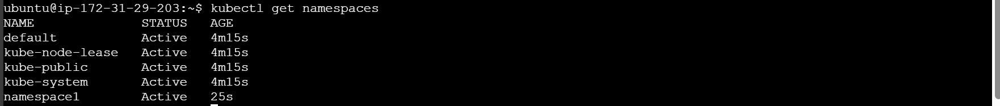 ubuntu@ip-172-31-29-203:~$ kubectl get namespaces
NAME              STATUS   AGE
default           Active   4m15s
kube-node-lease   Active   4m15s
kube-public       Active   4m15s
kube-system       Active   4m15s
namespace1        Active   25s